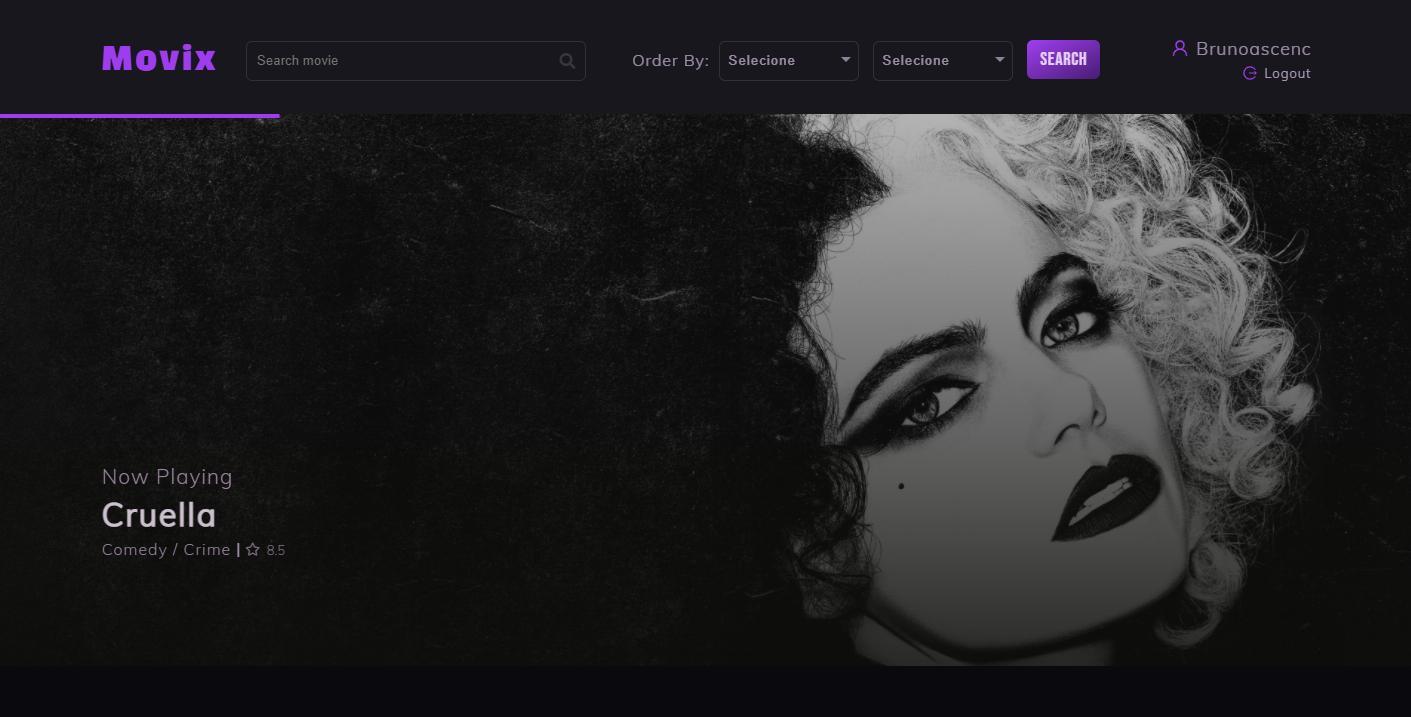 Movix
Search movie
Order By:
Selecione
Selecione
SEARCH
Brunoascenc
Logout
Now Playing
Cruella
Comedy / Crime | 8.5